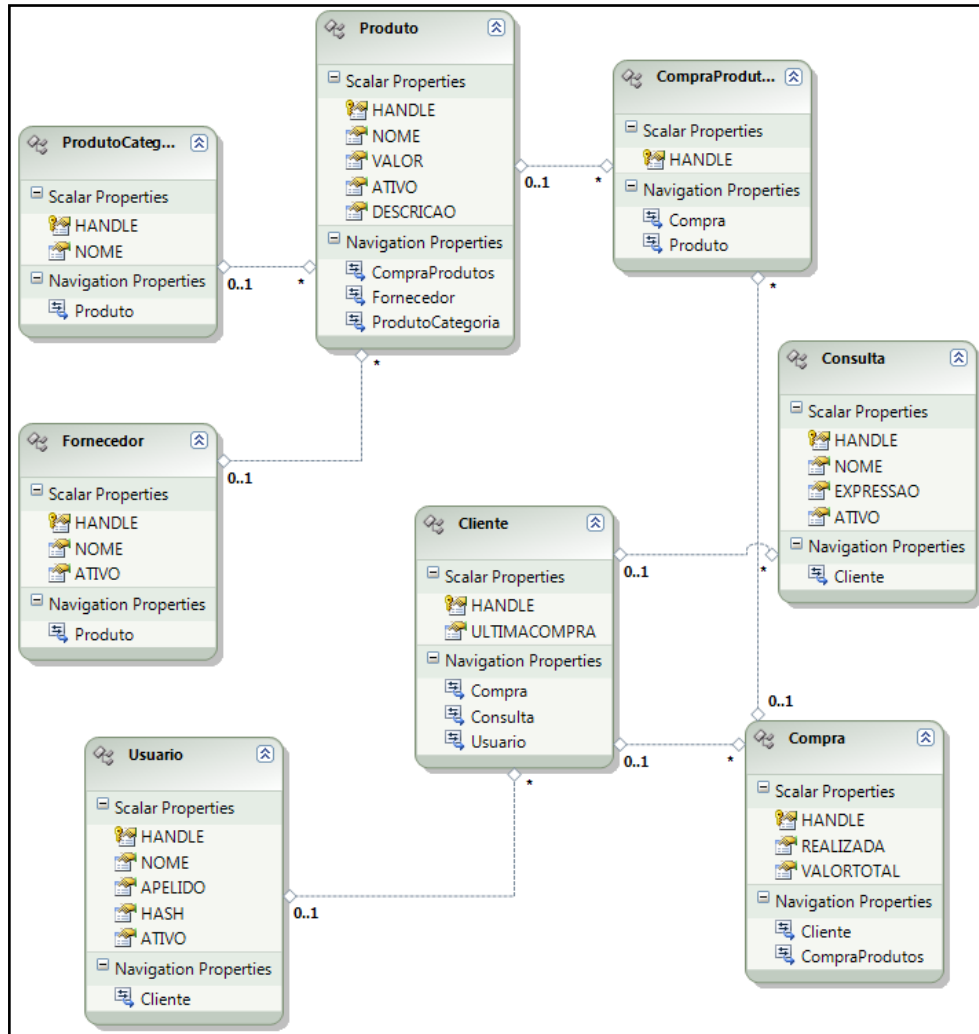 Produto
Scalar Properties
HANDLE
NOME
VALOR
ATIVO
DESCRICAO
Navigation Properties
CompraProdutos
Fornecedor
ProdutoCategoria
CompraProdut...
Scalar Properties
HANDLE
Navigation Properties
Compra
Produto
ProdutoCateg...
Scalar Properties
HANDLE
NOME
Navigation Properties
Produto
0..1
*
0..1
*
*
0..1
*
0..1
Fornecedor
Scalar Properties
HANDLE
NOME
ATIVO
Navigation Properties
Produto
Consulta
Scalar Properties
HANDLE
NOME
EXPRESSAO
ATIVO
Navigation Properties
Cliente
Cliente
Scalar Properties
HANDLE
ULTIMACOMPRA
Navigation Properties
Compra
Consulta
Usuario
0..1
*
0..1
*
*
0..1
Usuario
Scalar Properties
HANDLE
NOME
APELIDO
HASH
ATIVO
Navigation Properties
Cliente
Compra
Scalar Properties
HANDLE
REALIZADA
VALORTOTAL
Navigation Properties
Cliente
CompraProdutos